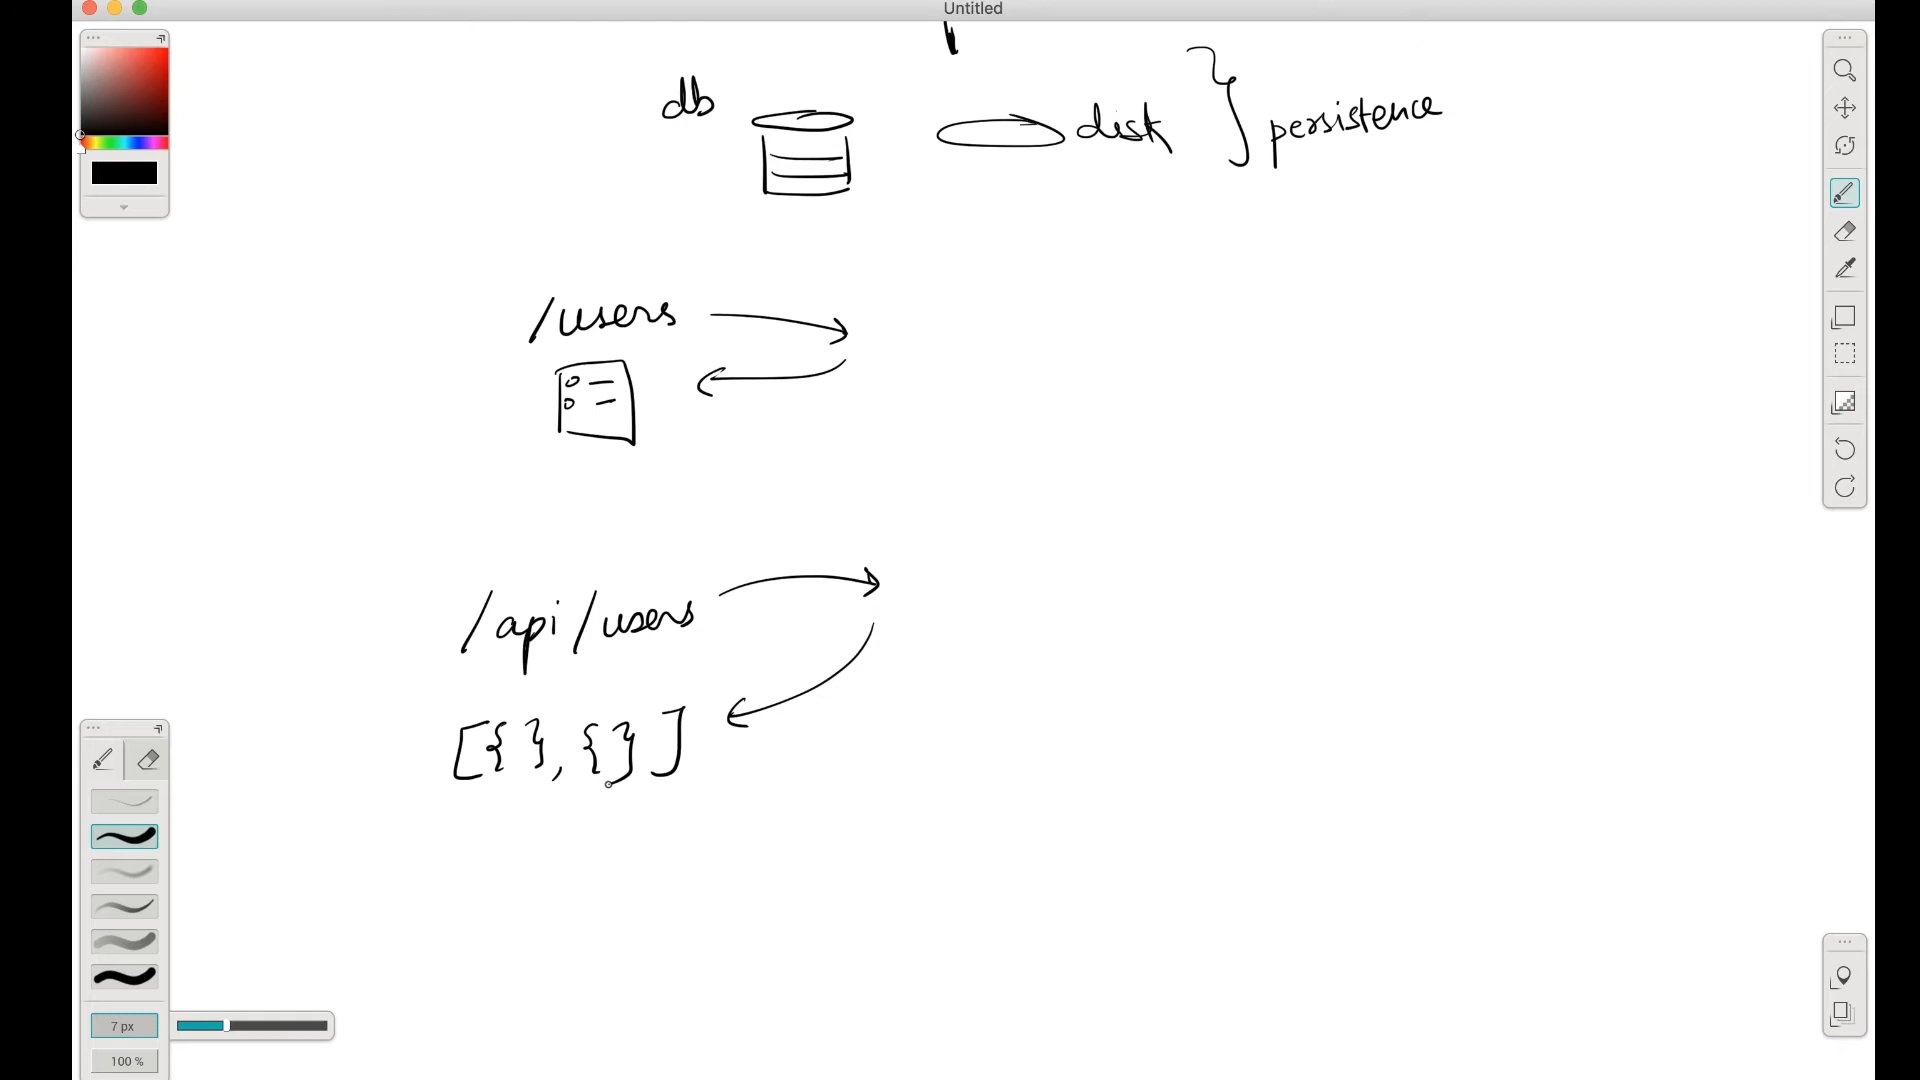 Untitled
db
disk
persistence
/users
/api/users
[{ }, { } ]
7 px
100 %